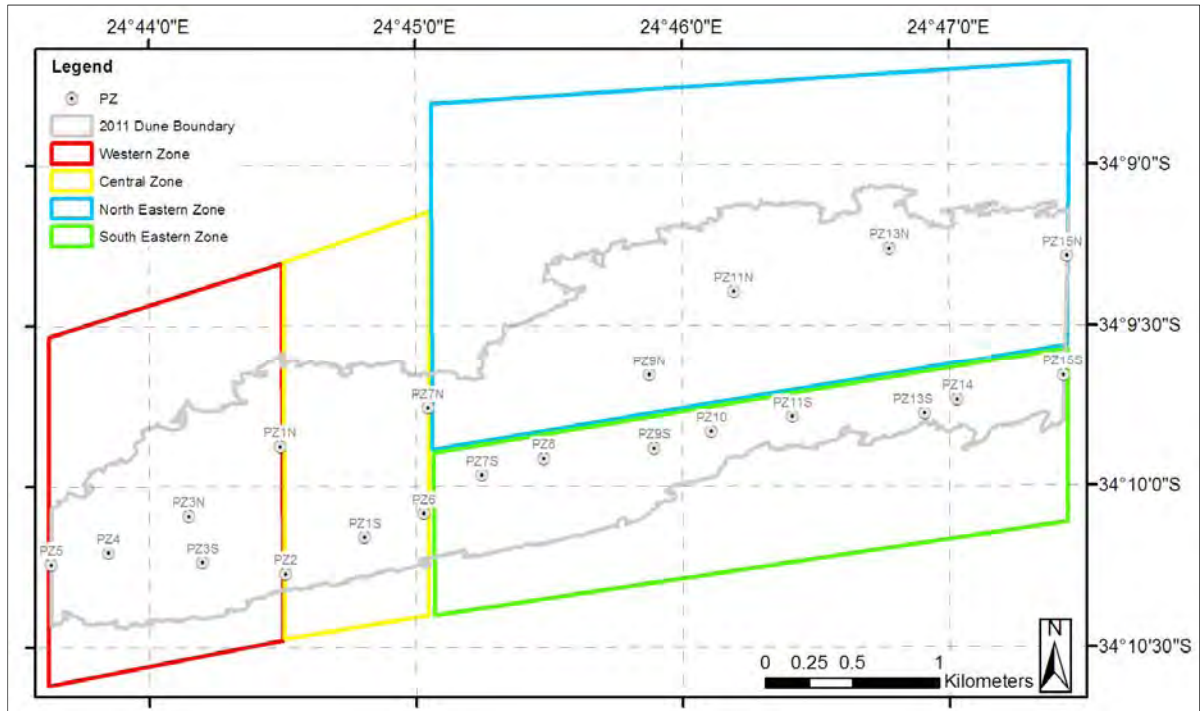 24°44'0"E
24°45'0"E
24°46'0"E
24°47'0"E
Legend
PZ
2011 Dune Boundary
Western Zone
Central Zone
North Eastern Zone
South Eastern Zone
34°9'0"S
34°9'30"S
34°10'0"S
34°10'30"S
PZ13N
PZ15N
PZ11N
PZ9N
PZ15S
PZ7N
PZ14
PZ13S
PZ11S
PZ10
PZ1N
PZ9S
PZ8
PZ7S
PZ3N
PZ6
PZ1S
PZ5
PZ4
PZ3S
PZ2
N
0 0.25 0.5 1
Kilometers